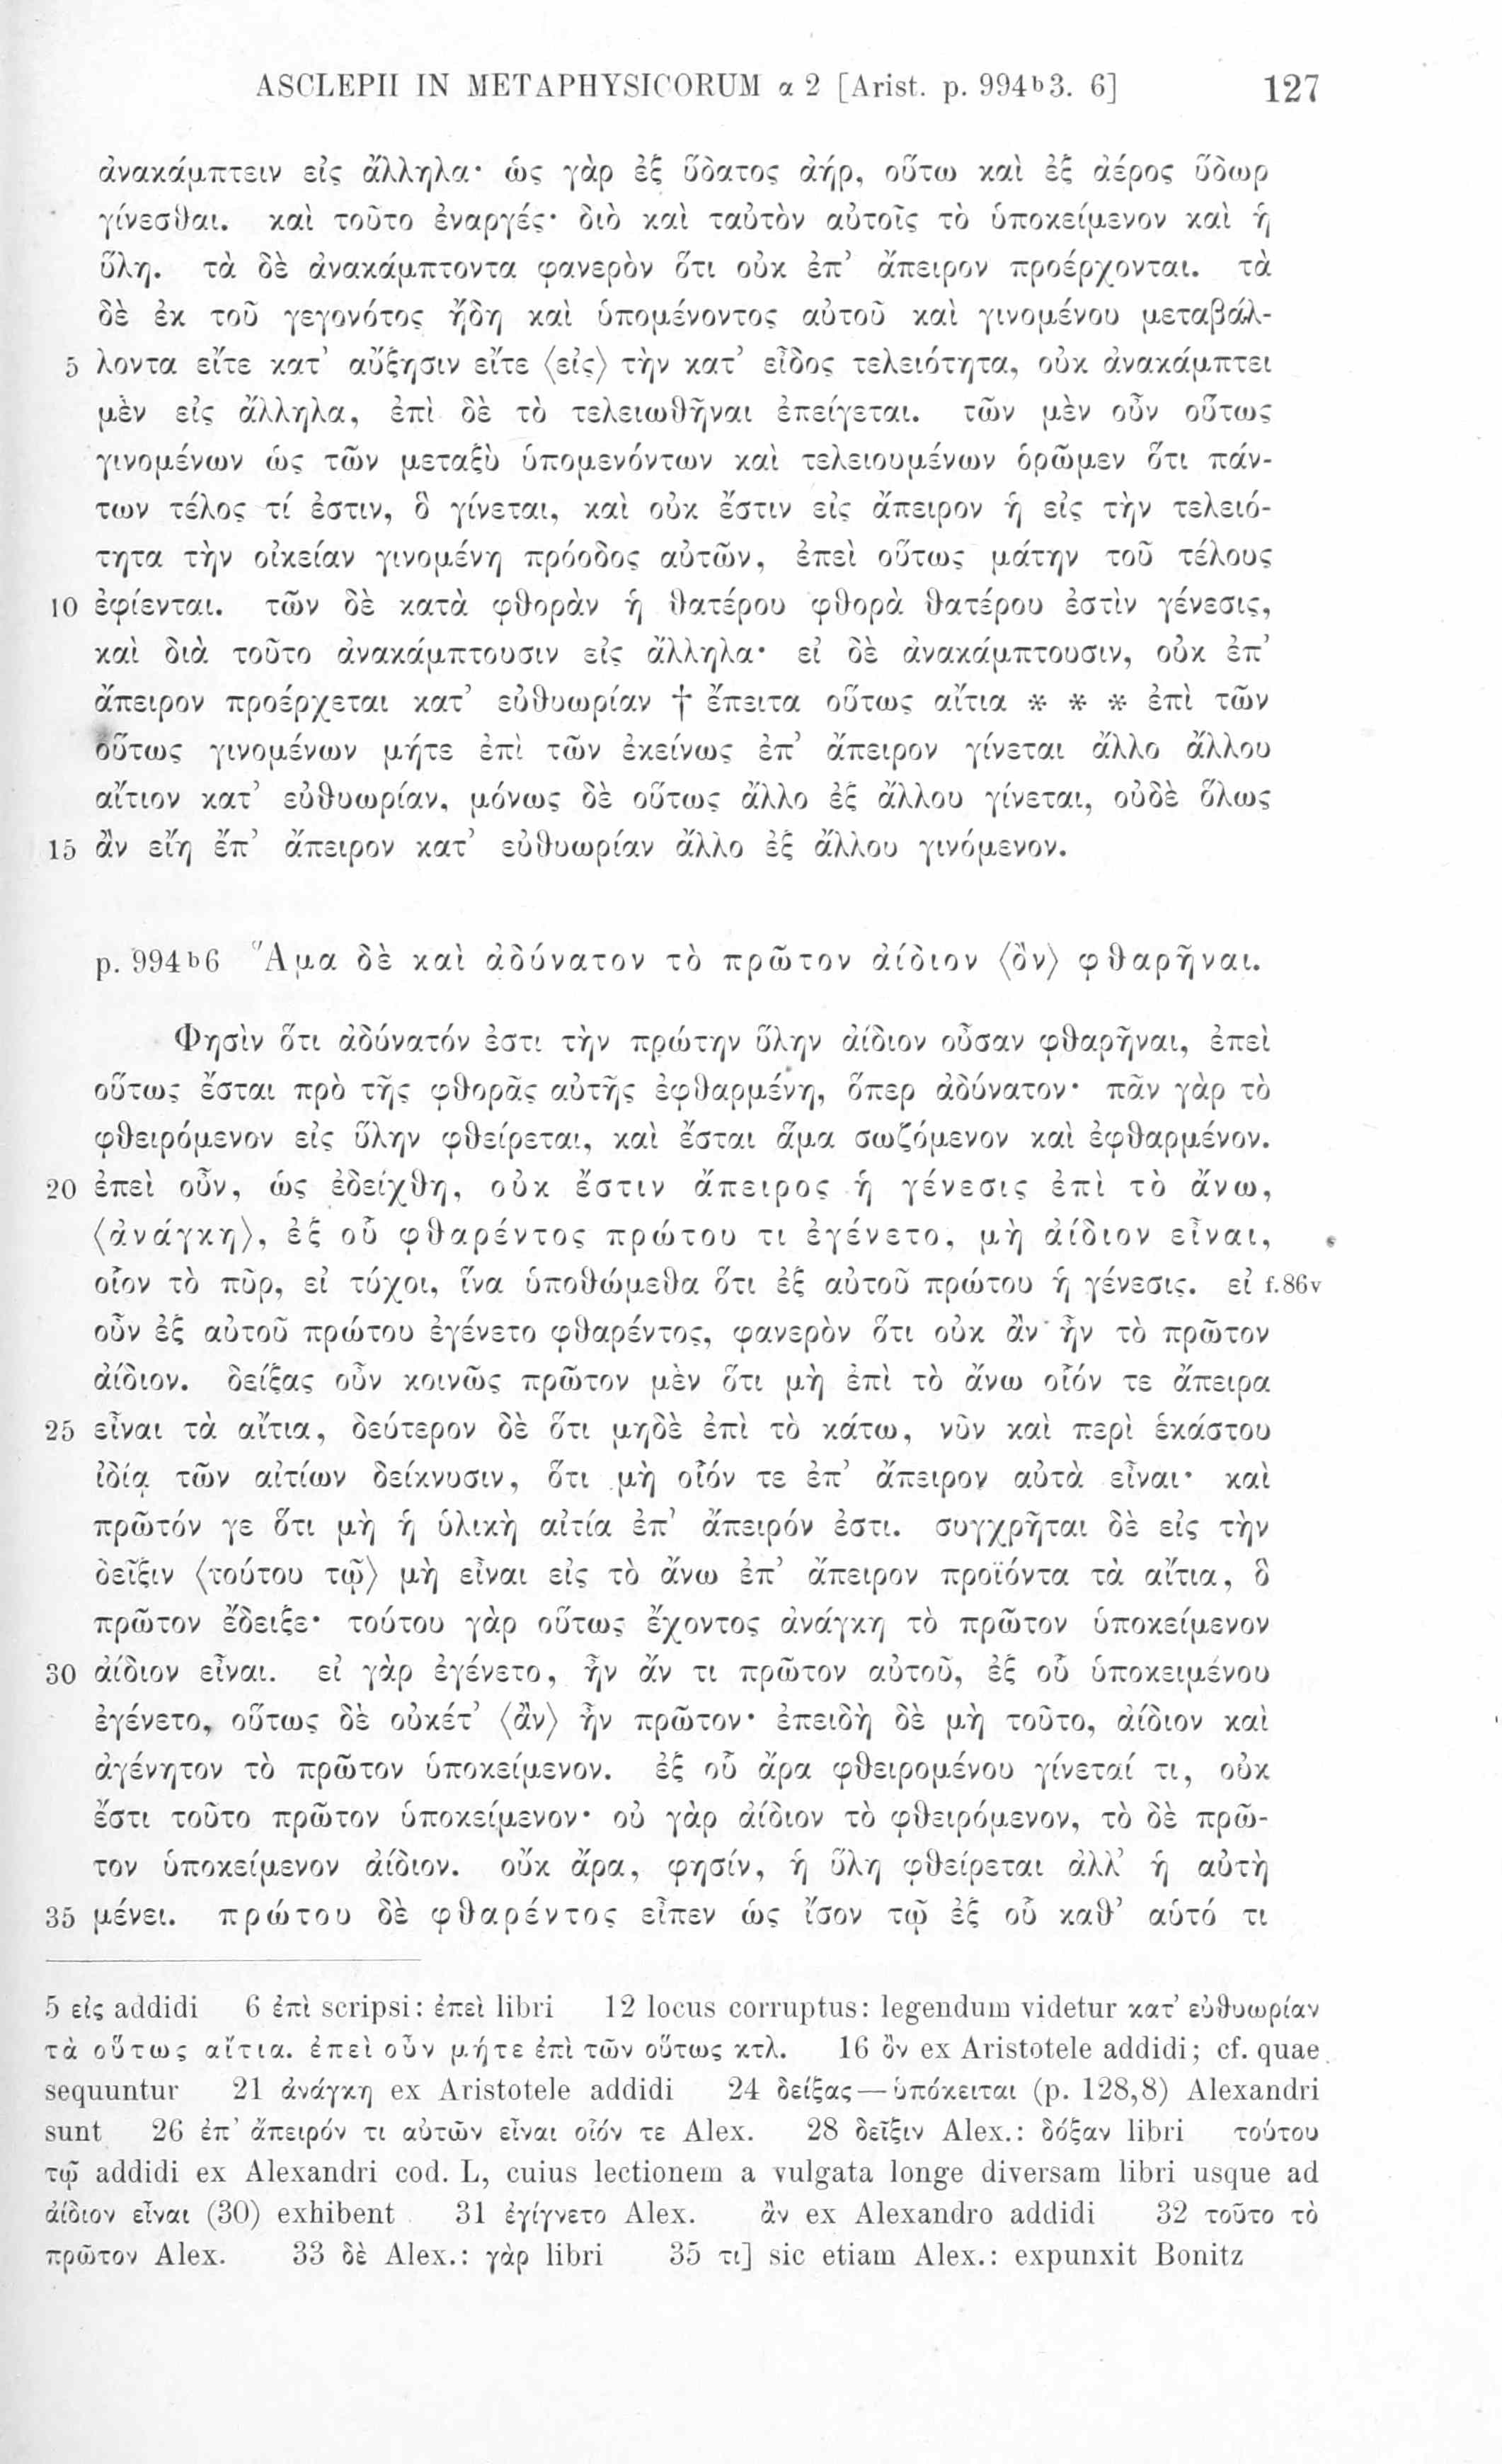 ASCLEPII IN METAPHYSICORUM α 2 [Arist. p. 994b3. 6] 127
ἀνακάμπτειν εἰς ἄλληλα· ὡς γὰρ ἐξ ὕδατος ἀήρ, οὕτω καὶ ἐξ ἀέρος ὕδωρ
γίνεσθαι. καὶ τοῦτο ἐναργές· διὸ καὶ ταὐτὸν αὐτοῖς τὸ ὑποκείμενον καὶ ἡ
ὕλη. τὰ δὲ ἀνακάμπτοντα φανερὸν ὅτι οὐκ ἐπ’ ἄπειρον προέρχονται. τὰ
δὲ ἐκ τοῦ γεγονότος ἤδη καὶ ὑπομένοντος αὐτοῦ καὶ γινομένου μεταβάλ-
5 λοντα εἴτε κατ’ αὔξησιν εἴτε ⟨εἰς⟩ τὴν κατ’ εἶδος τελειότητα, οὐκ ἀνακάμπτει
μὲν εἰς ἄλληλα, ἐπὶ δὲ τὸ τελειωθῆναι ἐπείγεται. τῶν μὲν οὖν οὕτως
γινομένων ὡς τῶν μεταξὺ ὑπομενόντων καὶ τελειουμένων ὁρῶμεν ὅτι πάν-
των τέλος τί ἐστιν, ὃ γίνεται, καὶ οὐκ ἔστιν εἰς ἄπειρον ἡ εἰς τὴν τελειό-
τητα τὴν οἰκείαν γινομένη πρόοδος αὐτῶν, ἐπεὶ οὕτως μάτην τοῦ τέλους
10 ἐφίενται. τῶν δὲ κατὰ φθορὰν ἡ θατέρου φθορὰ θατέρου ἐστὶν γένεσις,
καὶ διὰ τοῦτο ἀνακάμπτουσιν εἰς ἄλληλα· εἰ δὲ ἀνακάμπτουσιν, οὐκ ἐπ’
ἄπειρον προέρχεται κατ’ εὐθυωρίαν † ἔπειτα οὕτως αἴτια * * * ἐπὶ τῶν
οὕτως γινομένων μήτε ἐπὶ τῶν ἐκείνως ἐπ’ ἄπειρον γίνεται ἄλλο ἄλλου
αἴτιον κατ’ εὐθυωρίαν, μόνως δὲ οὕτως ἄλλο ἐξ ἄλλου γίνεται, οὐδὲ ὅλως
15 ἂν εἴη ἔπ’ ἄπειρον κατ’ εὐθυωρίαν ἄλλο ἐξ ἄλλου γινόμενον.
p. 994b6 Ἅμα δὲ καὶ ἀδύνατον τὸ πρῶτον ἀίδιον ⟨ὂν⟩ φθαρῆναι.
Φησὶν ὅτι ἀδύνατόν ἐστι τὴν πρώτην ὕλην ἀίδιον οὖσαν φθαρῆναι, ἐπεὶ
οὕτως ἔσται πρὸ τῆς φθορᾶς αὐτῆς ἐφθαρμένη, ὅπερ ἀδύνατον· πᾶν γὰρ τὸ
φθειρόμενον εἰς ὕλην φθείρεται, καὶ ἔσται ἅμα σωζόμενον καὶ ἐφθαρμένον.
20 ἐπεὶ οὖν, ὡς ἐδείχθη, οὐκ ἔστιν ἄπειρος ἡ γένεσις ἐπὶ τὸ ἄνω,
⟨ἀνάγκη⟩, ἐξ οὗ φθαρέντος πρώτου τι ἐγένετο, μὴ ἀίδιον εἶναι,
οἷον τὸ πῦρ, εἰ τύχοι, ἵνα ὑποθώμεθα ὅτι ἐξ αὐτοῦ πρώτου ἡ γένεσις. εἰ f.86v
οὖν ἐξ αὐτοῦ πρώτου ἐγένετο φθαρέντος, φανερὸν ὅτι οὐκ ἂν ἦν τὸ πρῶτον
ἀίδιον. δείξας οὖν κοινῶς πρῶτον μὲν ὅτι μὴ ἐπὶ τὸ ἄνω οἷόν τε ἄπειρα
25 εἶναι τὰ αἴτια, δεύτερον δὲ ὅτι μηδὲ ἐπὶ τὸ κάτω, νῦν καὶ περὶ ἑκάστου
ἰδίᾳ τῶν αἰτίων δείκνυσιν, ὅτι μὴ οἷόν τε ἐπ’ ἄπειρον αὐτὰ εἶναι· καὶ
πρῶτόν γε ὅτι μὴ ἡ ὑλικὴ αἰτία ἐπ’ ἄπειρόν ἐστι. συγχρῆται δὲ εἰς τὴν
δεῖξιν ⟨τούτου τῷ⟩ μὴ εἶναι εἰς τὸ ἄνω ἐπ’ ἄπειρον προϊόντα τὰ αἴτια, ὃ
πρῶτον ἔδειξε· τούτου γὰρ οὕτως ἔχοντος ἀνάγκη τὸ πρῶτον ὑποκείμενον
30 ἀίδιον εἶναι. εἰ γὰρ ἐγένετο, ἦν ἄν τι πρῶτον αὐτοῦ, ἐξ οὗ ὑποκειμένου
ἐγένετο, οὕτως δὲ οὐκέτ’ ⟨ἂν⟩ ἦν πρῶτον· ἐπειδὴ δὲ μὴ τοῦτο, ἀίδιον καὶ
ἀγένητον τὸ πρῶτον ὑποκείμενον. ἐξ οὗ ἄρα φθειρομένου γίνεταί τι, οὐκ
ἔστι τοῦτο πρῶτον ὑποκείμενον· οὐ γὰρ ἀίδιον τὸ φθειρόμενον, τὸ δὲ πρῶ-
τον ὑποκείμενον ἀίδιον. οὔκ ἄρα, φησίν, ἡ ὕλη φθείρεται ἀλλ’ ἡ αὐτὴ
35 μένει. πρώτου δὲ φθαρέντος εἶπεν ὡς ἴσον τῷ ἐξ οὗ καθ’ αὑτό τι
5 εἰς addidi 6 ἐπὶ scripsi: ἐπεὶ libri 12 locus corruptus: legendum videtur κατ’ εὐθυωρίαν
τὰ οὕτως αἴτια. ἐπεὶ οὖν μήτε ἐπὶ τῶν οὕτως κτλ. 16 ὂν ex Aristotele addidi; cf. quae
sequuntur 21 ἀνάγκη ex Aristotele addidi 24 δείξας—ὑπόκειται (p. 128,8) Alexandri
sunt 26 ἐπ’ ἄπειρόν τι αὐτῶν εἶναι οἷόν τε Alex. 28 δεῖξιν Alex.: δόξαν libri τούτου
τῷ addidi ex Alexandri cod. L, cuius lectionem a vulgata longe diversam libri usque ad
ἀίδιον εἶναι (30) exhibent 31 ἐγίγνετο Alex. ἂν ex Alexandro addidi 32 τοῦτο τὸ
πρῶτον Alex. 33 δὲ Alex.: γὰρ libri 35 τι] sic etiam Alex.: expunxit Bonitz